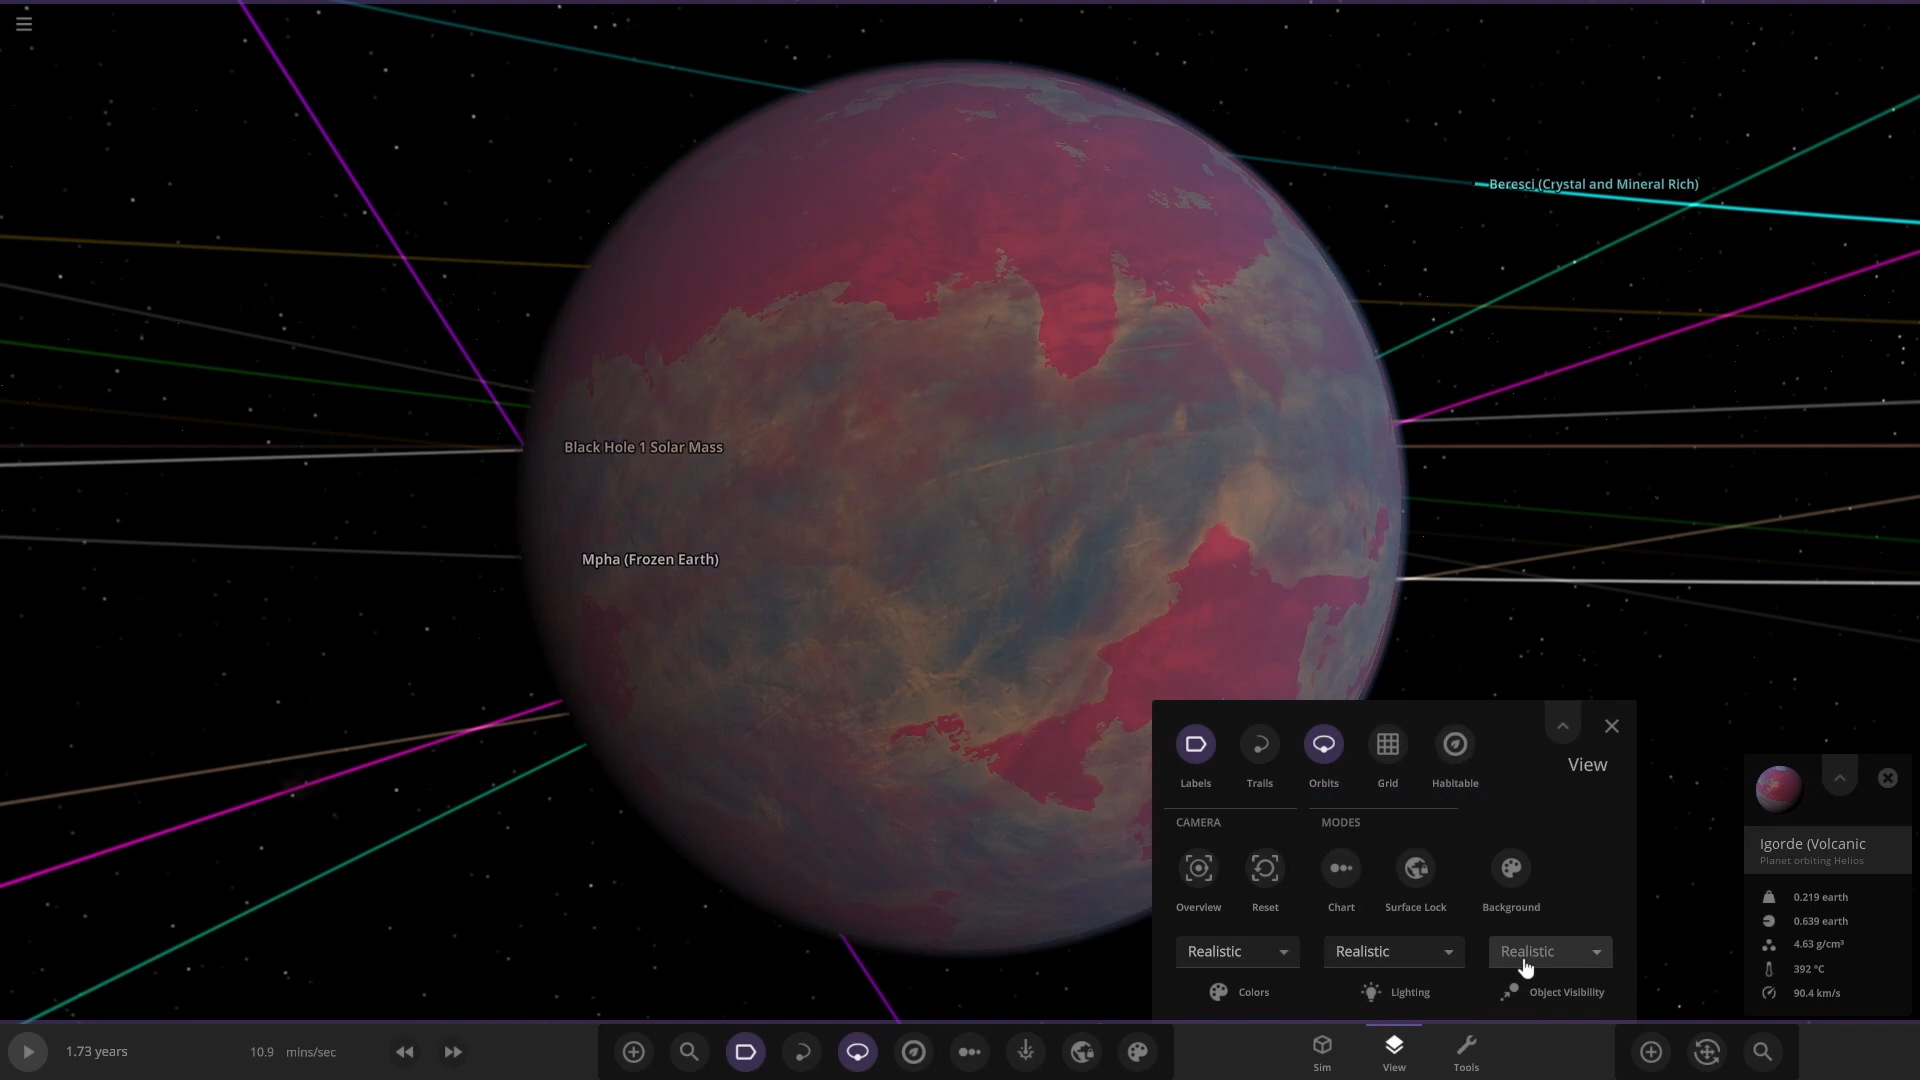 Beresci (Crystal and Mineral Rich)
Black Hole 1 Solar Mass
Mpha (Frozen Earth)
Labels Trails Orbits Grid Habitable
View
CAMERA MODES
Overview Reset Chart Surface Lock Background
Realistic Realistic Realistic
Colors Lighting Object Visibility
Igorde (Volcanic
Planet orbiting Helios
0.219 earth
0.639 earth
4.63 g/cm³
392 °C
90.4 km/s
1.73 years 10.9 mins/sec
Sim View Tools